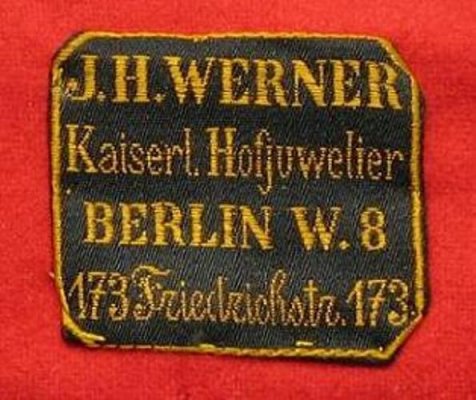 J.H.WERNER
Kaiserl. Hofjuwelier
BERLIN W.8
173 Friedrichstr. 173